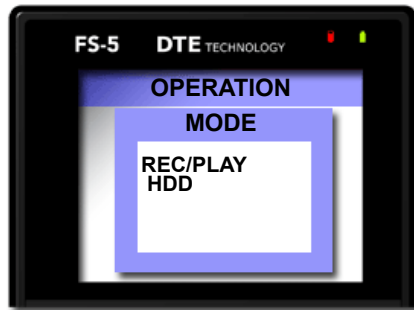 FS-5 DTE TECHNOLOGY
OPERATION
MODE
REC/PLAY
HDD